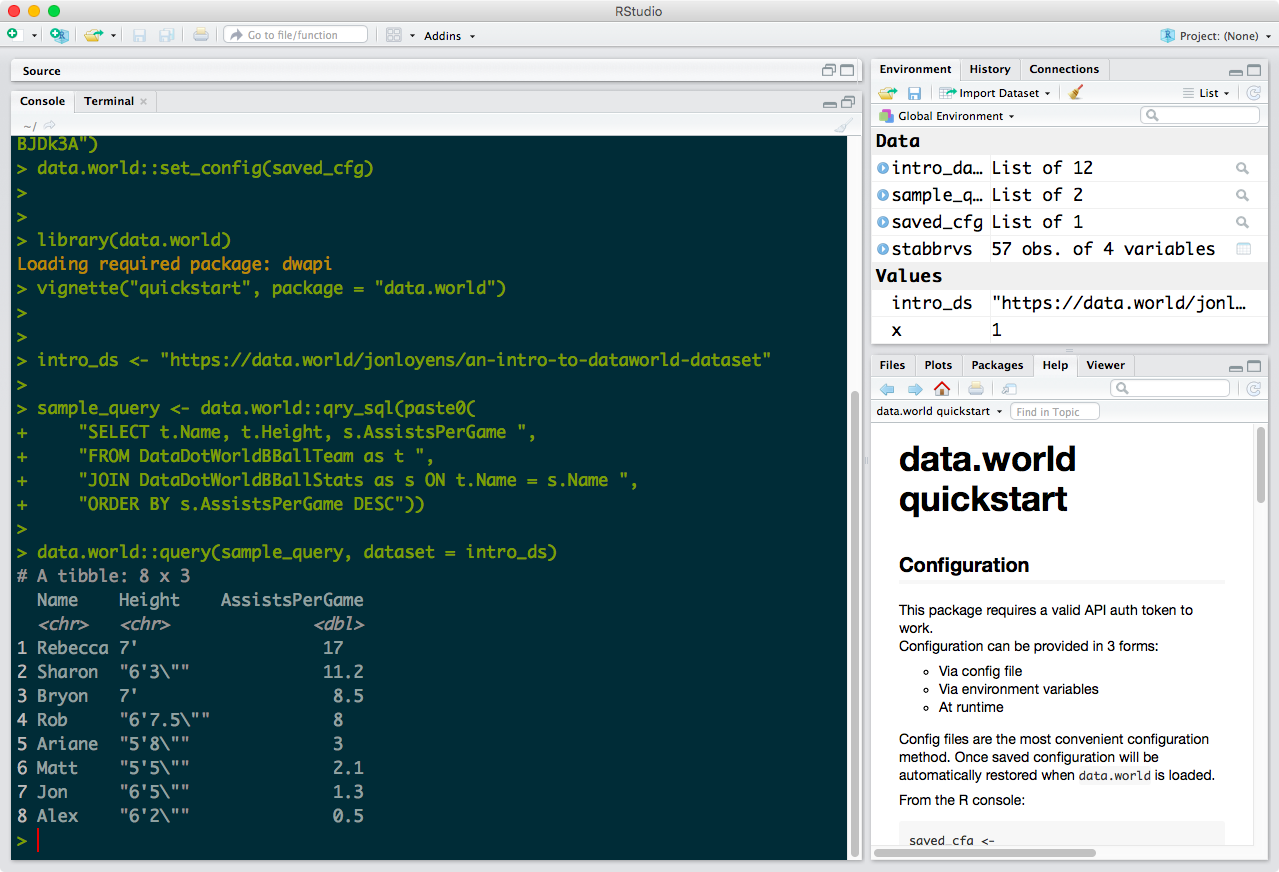 RStudio
Go to file/function
Addins
Project: (None)
Source
Console Terminal
~/
BJDk3A")
> data.world::set_config(saved_cfg)
>
>
> library(data.world)
Loading required package: dwapi
> vignette("quickstart", package = "data.world")
>
>
> intro_ds <- "https://data.world/jonloyens/an-intro-to-dataworld-dataset"
>
> sample_query <- data.world::qry_sql(paste0(
+     "SELECT t.Name, t.Height, s.AssistsPerGame ",
+     "FROM DataDotWorldBBallTeam as t ",
+     "JOIN DataDotWorldBBallStats as s ON t.Name = s.Name ",
+     "ORDER BY s.AssistsPerGame DESC"))
>
> data.world::query(sample_query, dataset = intro_ds)
# A tibble: 8 x 3
  Name    Height    AssistsPerGame
  <chr>   <chr>              <dbl>
1 Rebecca 7'                  17
2 Sharon  "6'3\""             11.2
3 Bryon   7'                   8.5
4 Rob     "6'7.5\""            8
5 Ariane  "5'8\""              3
6 Matt    "5'5\""              2.1
7 Jon     "6'5\""              1.3
8 Alex    "6'2\""              0.5
>
Environment History Connections
Import Dataset List
Global Environment
Data
intro_da… List of 12
sample_q… List of 2
saved_cfg List of 1
stabbrvs 57 obs. of 4 variables
Values
intro_ds "https://data.world/jonl…
x 1
Files Plots Packages Help Viewer
data.world quickstart Find in Topic
data.world
quickstart
Configuration
This package requires a valid API auth token to
work.
Configuration can be provided in 3 forms:
Via config file
Via environment variables
At runtime
Config files are the most convenient configuration
method. Once saved configuration will be
automatically restored when data.world is loaded.
From the R console:
saved_cfg <-